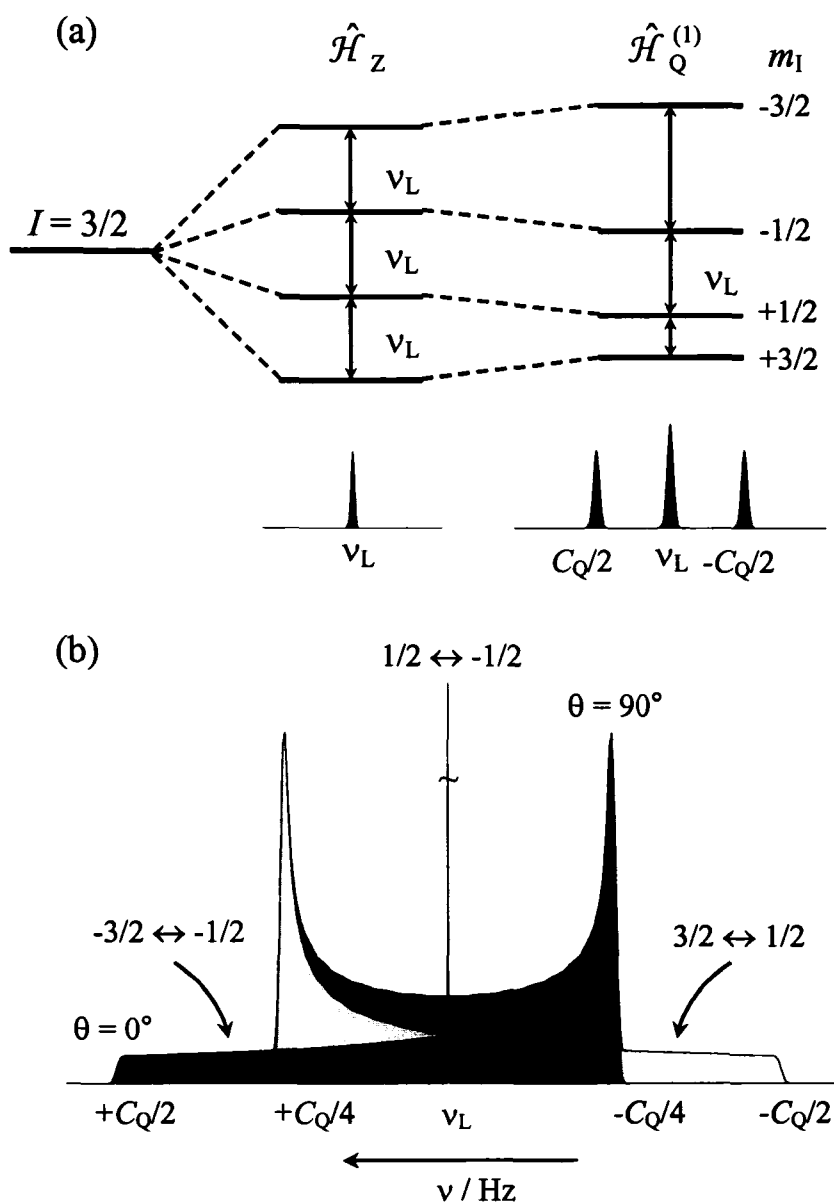 (a)
Ĥ_Z Ĥ_Q^(1) m_I
-3/2
ν_L
I = 3/2 -1/2
ν_L ν_L
+1/2
ν_L +3/2
ν_L C_Q/2 ν_L -C_Q/2
(b)
1/2 ↔ -1/2
θ = 90°
-3/2 ↔ -1/2 3/2 ↔ 1/2
θ = 0°
+C_Q/2 +C_Q/4 ν_L -C_Q/4 -C_Q/2
ν / Hz